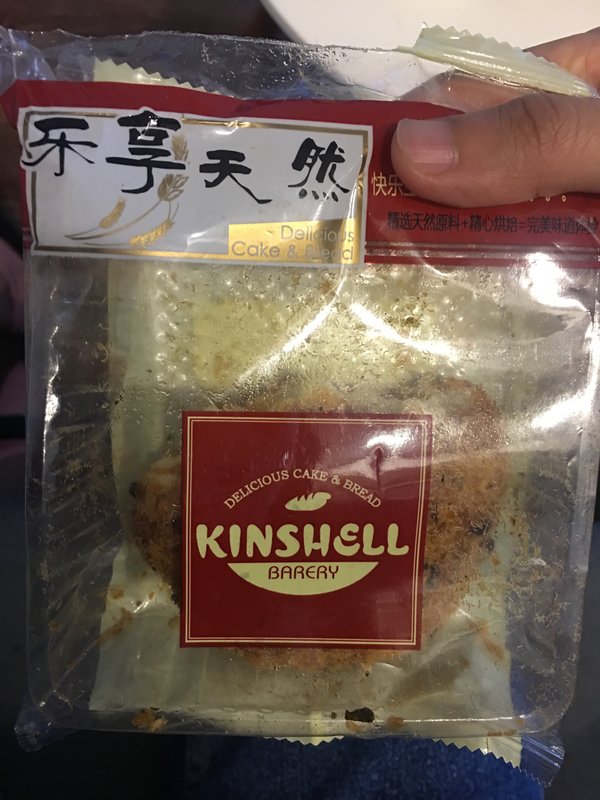 乐享天然
Delicious
Cake & Bread
快乐
精选天然原料+精心烘焙=完美味道
DELICIOUS CAKE & BREAD
KINSHELL
BARERY